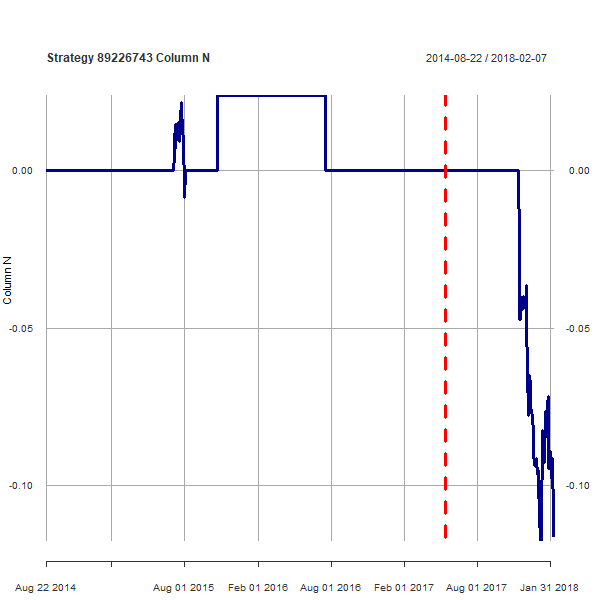 Strategy 89226743 Column N
2014-08-22 / 2018-02-07
0.00 0.00
Column N
-0.05 -0.05
-0.10 -0.10
Aug 22 2014 Aug 01 2015 Feb 01 2016 Aug 01 2016 Feb 01 2017 Aug 01 2017 Jan 31 2018